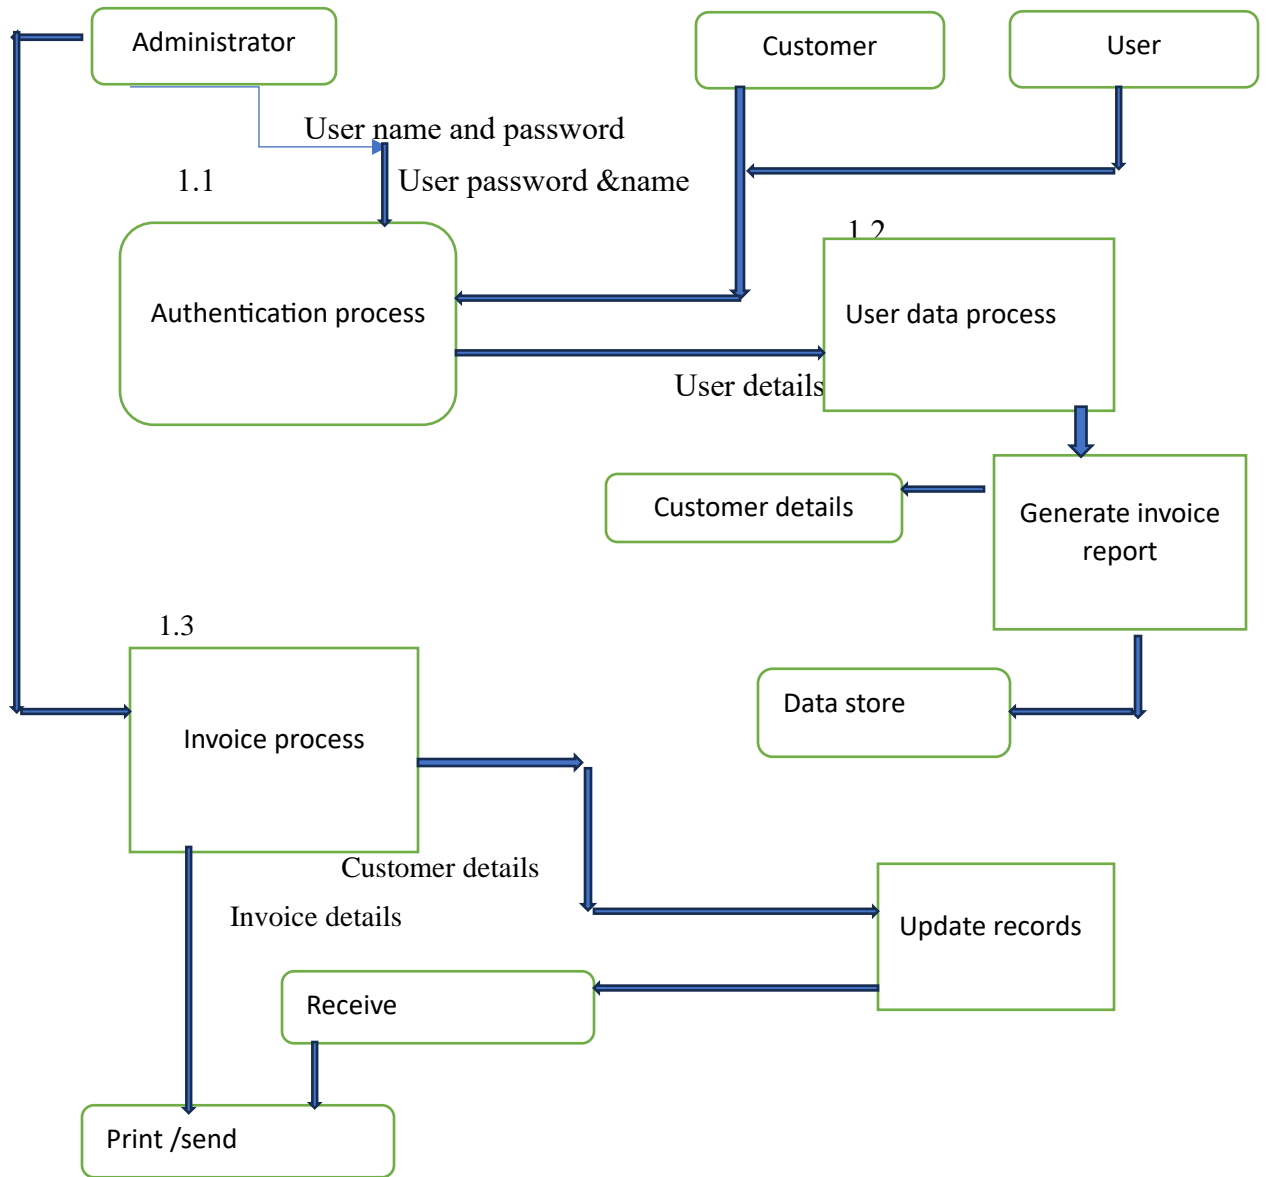 Administrator
Customer
User
User name and password
1.1
User password &name
1.2
Authentication process
User data process
User details
Customer details
Generate invoice
report
1.3
Data store
Invoice process
Customer details
Invoice details
Update records
Receive
Print /send